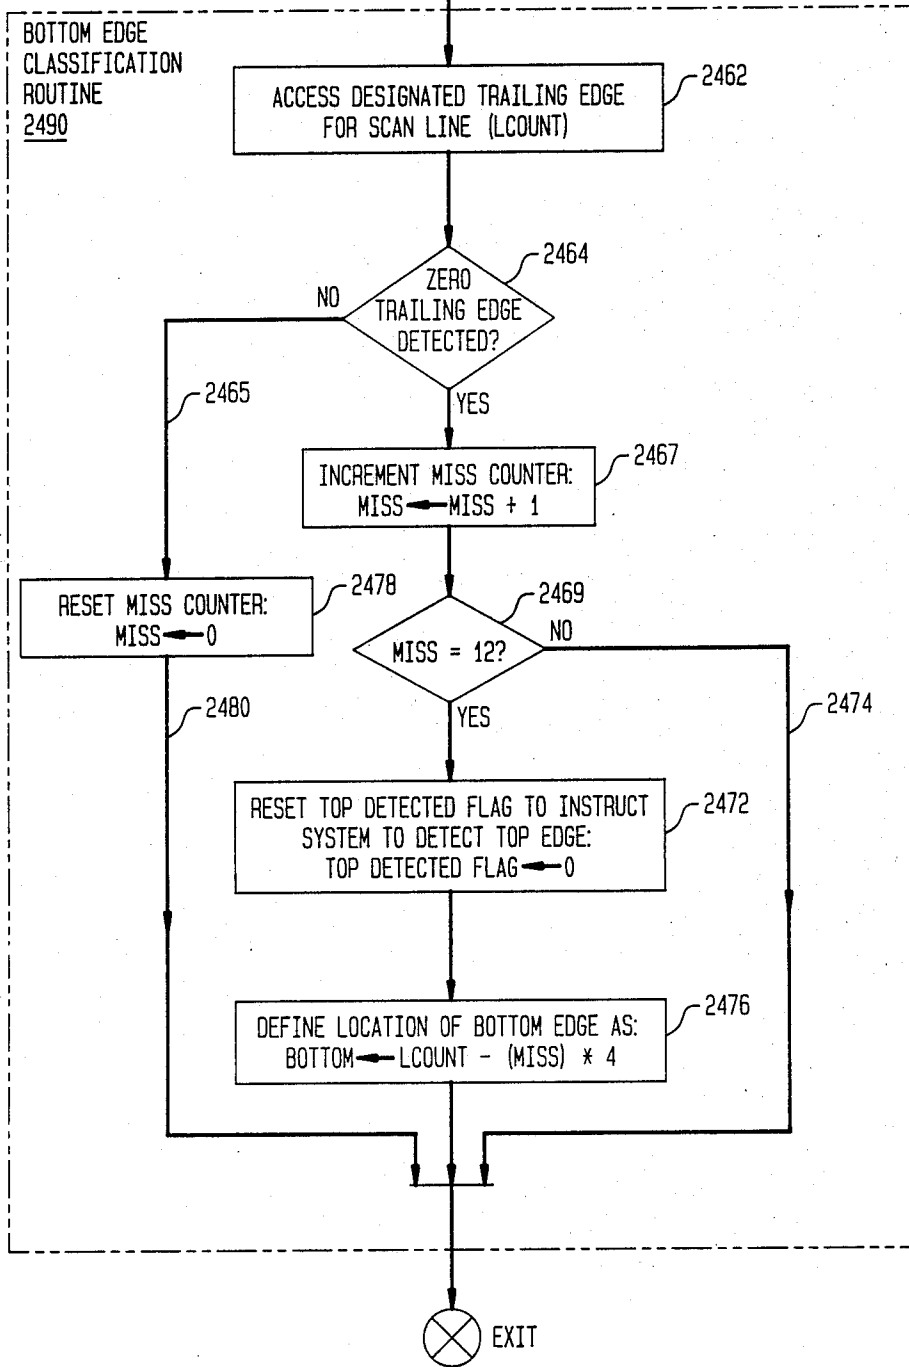 BOTTOM EDGE
CLASSIFICATION
ROUTINE
2490
ACCESS DESIGNATED TRAILING EDGE
FOR SCAN LINE (LCOUNT)
2462
ZERO
TRAILING EDGE
DETECTED?
2464
NO
YES
2465
INCREMENT MISS COUNTER:
MISS←MISS + 1
2467
RESET MISS COUNTER:
MISS←0
2478
MISS = 12?
2469
NO
YES
2480
2474
RESET TOP DETECTED FLAG TO INSTRUCT
SYSTEM TO DETECT TOP EDGE:
TOP DETECTED FLAG←0
2472
DEFINE LOCATION OF BOTTOM EDGE AS:
BOTTOM←LCOUNT - (MISS) * 4
2476
EXIT